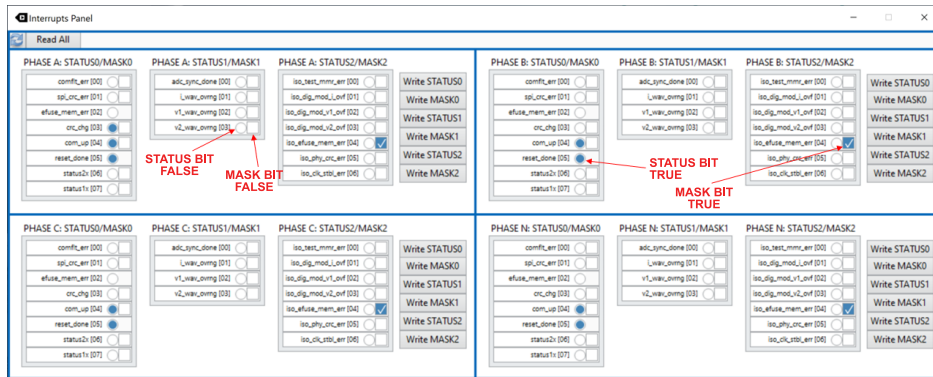 Interrupts Panel
Read All
PHASE A: STATUS0/MASK0
comflt_err [00]
spi_crc_err [01]
efuse_mem_err [02]
crc_chg [03]
com_up [04]
reset_done [05]
status2x [06]
status1x [07]
PHASE A: STATUS1/MASK1
adc_sync_done [00]
i_wav_ovrng [01]
v1_wav_ovrng [02]
v2_wav_ovrng [03]
PHASE A: STATUS2/MASK2
iso_test_mmr_err [00]
iso_dig_mod_i_ovf [01]
iso_dig_mod_v1_ovf [02]
iso_dig_mod_v2_ovf [03]
iso_efuse_mem_err [04]
iso_phy_crc_err [05]
iso_clk_stbl_err [06]
Write STATUS0
Write MASK0
Write STATUS1
Write MASK1
Write STATUS2
Write MASK2
STATUS BIT
FALSE
MASK BIT
FALSE
PHASE B: STATUS0/MASK0
comflt_err [00]
spi_crc_err [01]
efuse_mem_err [02]
crc_chg [03]
com_up [04]
reset_done [05]
status2x [06]
status1x [07]
PHASE B: STATUS1/MASK1
adc_sync_done [00]
i_wav_ovrng [01]
v1_wav_ovrng [02]
v2_wav_ovrng [03]
PHASE B: STATUS2/MASK2
iso_test_mmr_err [00]
iso_dig_mod_i_ovf [01]
iso_dig_mod_v1_ovf [02]
iso_dig_mod_v2_ovf [03]
iso_efuse_mem_err [04]
iso_phy_crc_err [05]
iso_clk_stbl_err [06]
Write STATUS0
Write MASK0
Write STATUS1
Write MASK1
Write STATUS2
Write MASK2
STATUS BIT
TRUE
MASK BIT
TRUE
PHASE C: STATUS0/MASK0
comflt_err [00]
spi_crc_err [01]
efuse_mem_err [02]
crc_chg [03]
com_up [04]
reset_done [05]
status2x [06]
status1x [07]
PHASE C: STATUS1/MASK1
adc_sync_done [00]
i_wav_ovrng [01]
v1_wav_ovrng [02]
v2_wav_ovrng [03]
PHASE C: STATUS2/MASK2
iso_test_mmr_err [00]
iso_dig_mod_i_ovf [01]
iso_dig_mod_v1_ovf [02]
iso_dig_mod_v2_ovf [03]
iso_efuse_mem_err [04]
iso_phy_crc_err [05]
iso_clk_stbl_err [06]
Write STATUS0
Write MASK0
Write STATUS1
Write MASK1
Write STATUS2
Write MASK2
PHASE N: STATUS0/MASK0
comflt_err [00]
spi_crc_err [01]
efuse_mem_err [02]
crc_chg [03]
com_up [04]
reset_done [05]
status2x [06]
status1x [07]
PHASE N: STATUS1/MASK1
adc_sync_done [00]
i_wav_ovrng [01]
v1_wav_ovrng [02]
v2_wav_ovrng [03]
PHASE N: STATUS2/MASK2
iso_test_mmr_err [00]
iso_dig_mod_i_ovf [01]
iso_dig_mod_v1_ovf [02]
iso_dig_mod_v2_ovf [03]
iso_efuse_mem_err [04]
iso_phy_crc_err [05]
iso_clk_stbl_err [06]
Write STATUS0
Write MASK0
Write STATUS1
Write MASK1
Write STATUS2
Write MASK2